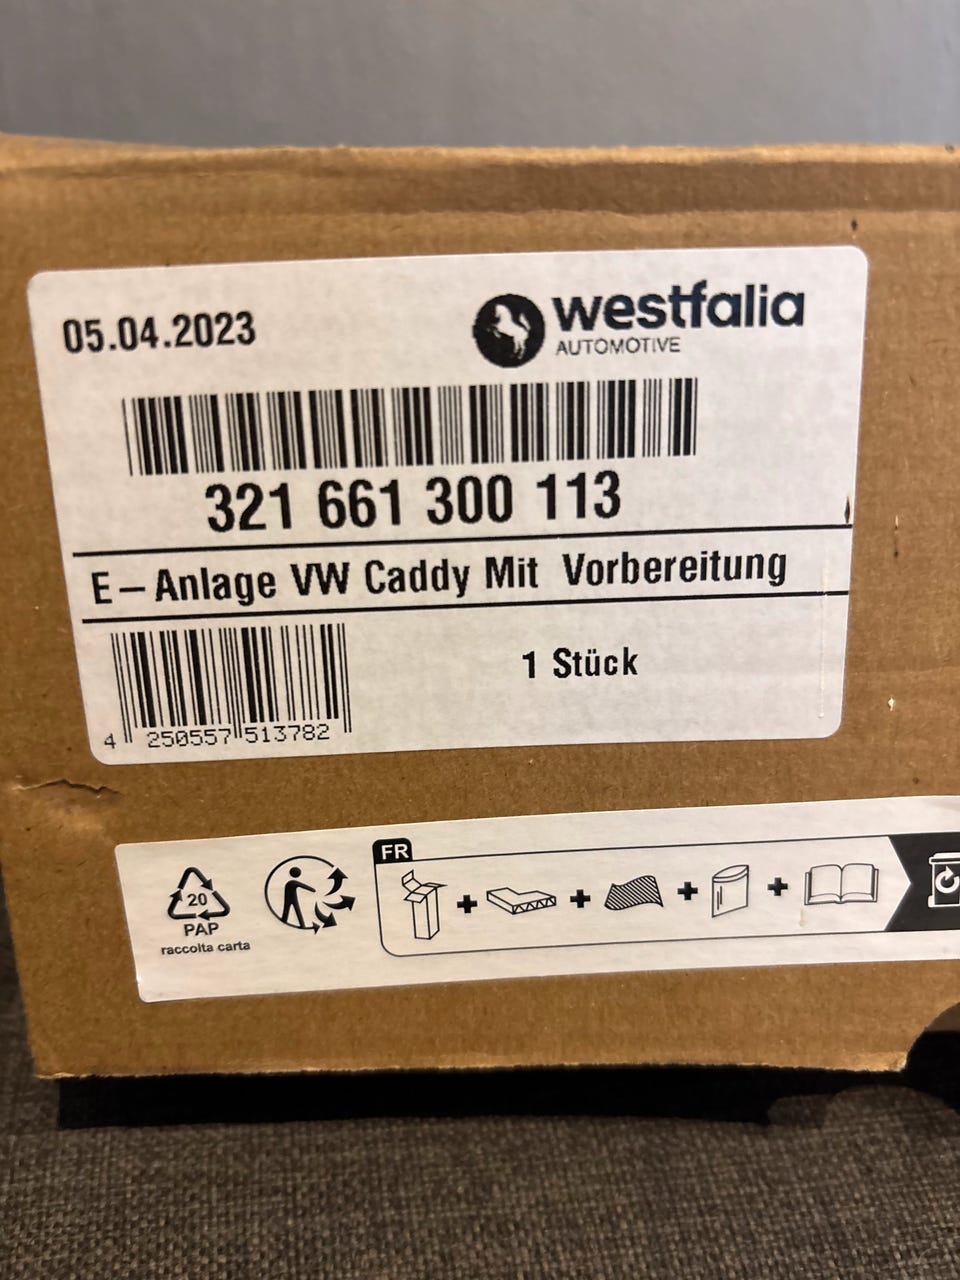 05.04.2023
westfalia
AUTOMOTIVE
321 661 300 113
E-Anlage VW Caddy Mit Vorbereitung
1 Stück
4 250557 513782
FR
20
PAP
raccolta carta